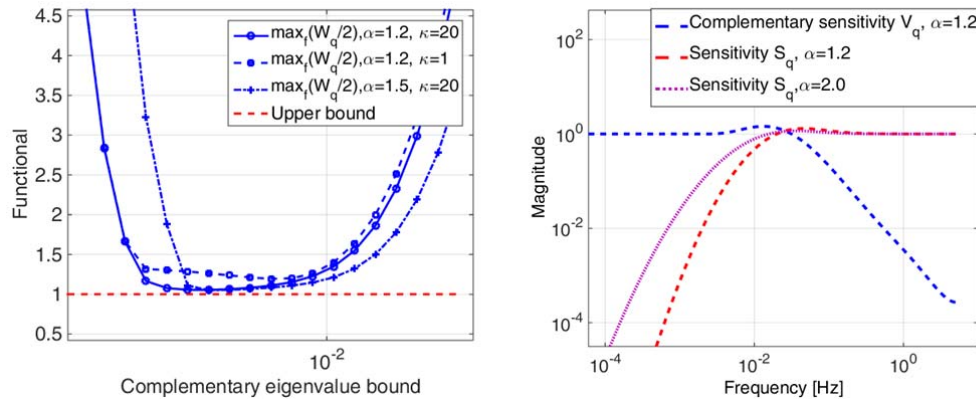 4.5
4
3.5
3
2.5
2
1.5
1
0.5
Functional
max_f(W_q/2),α=1.2, κ=20
max_f(W_q/2),α=1.2, κ=1
max_f(W_q/2),α=1.5, κ=20
Upper bound
10^-2
Complementary eigenvalue bound
10^2
10^0
10^-2
10^-4
Magnitude
Complementary sensitivity V_q, α=1.2
Sensitivity S_q, α=1.2
Sensitivity S_q,α=2.0
10^-4
10^-2
10^0
Frequency [Hz]